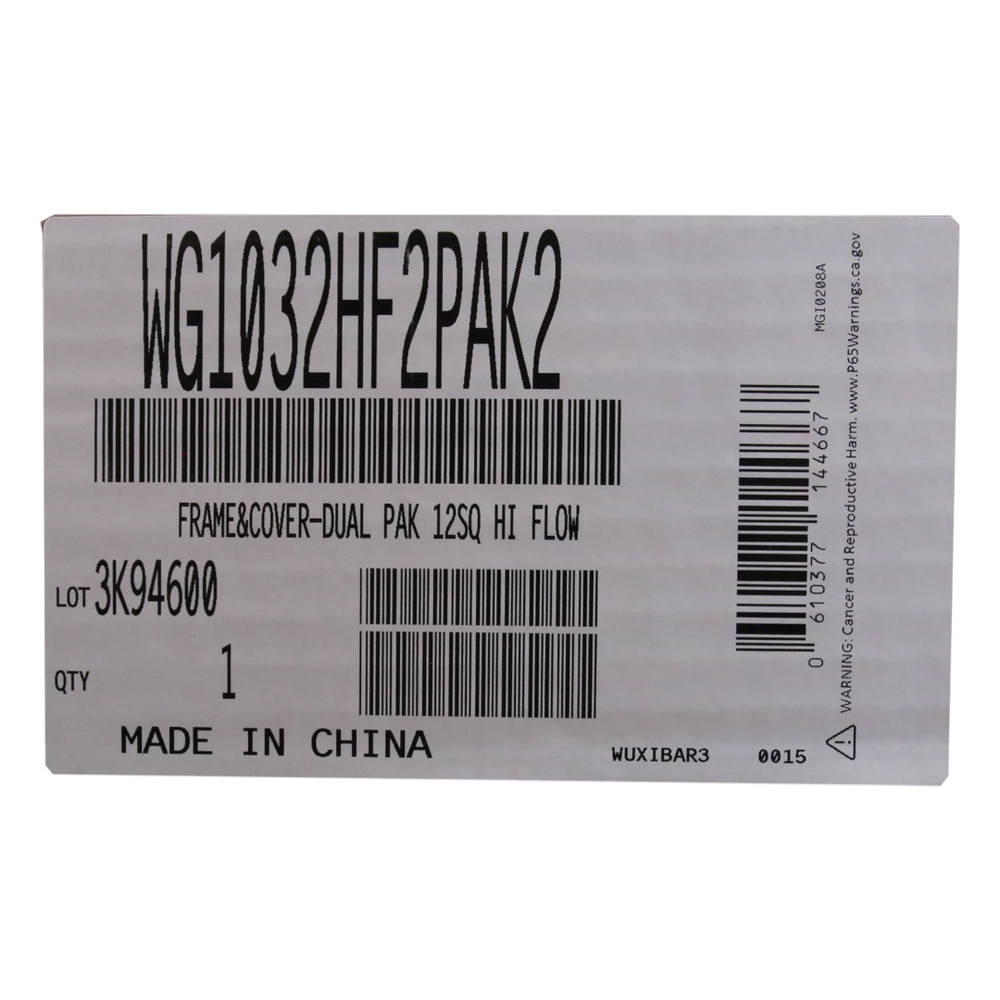 WG1032HF2PAK2
FRAME&COVER-DUAL PAK 12SQ HI FLOW
LOT 3K94600
QTY 1
MADE IN CHINA
WUXIBAR3 0015
0 610377 144667
MGI0208A
WARNING: Cancer and Reproductive Harm. www.P65Warnings.ca.gov